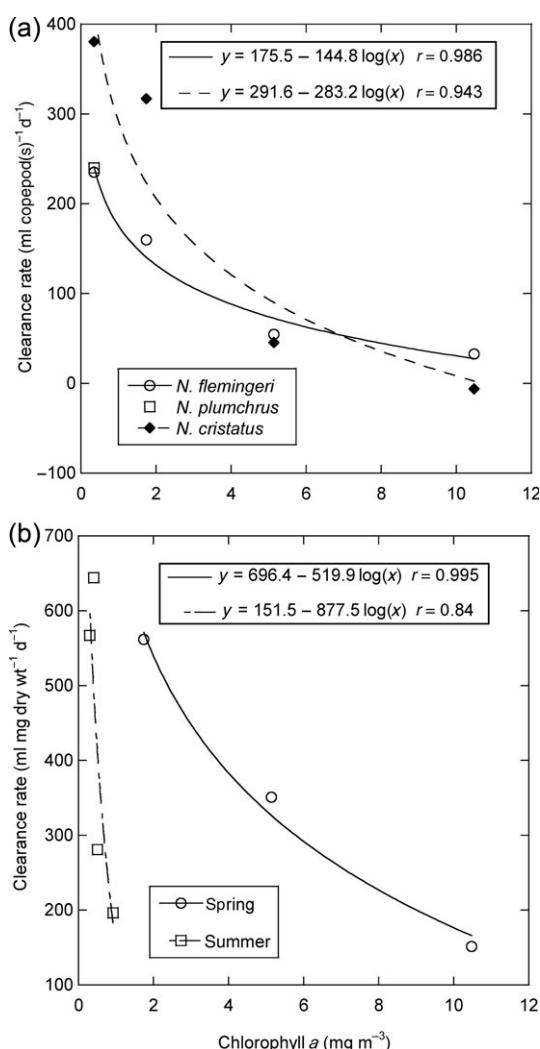 (a)
400
300
200
100
0
–100
Clearance rate (ml copepod(s)⁻¹ d⁻¹)
y = 175.5 – 144.8 log(x) r = 0.986
y = 291.6 – 283.2 log(x) r = 0.943
N. flemingeri
N. plumchrus
N. cristatus
0 2 4 6 8 10 12
(b)
700
600
500
400
300
200
100
Clearance rate (ml mg dry wt⁻¹ d⁻¹)
y = 696.4 – 519.9 log(x) r = 0.995
y = 151.5 – 877.5 log(x) r = 0.84
Spring
Summer
0 2 4 6 8 10 12
Chlorophyll a (mg m⁻³)